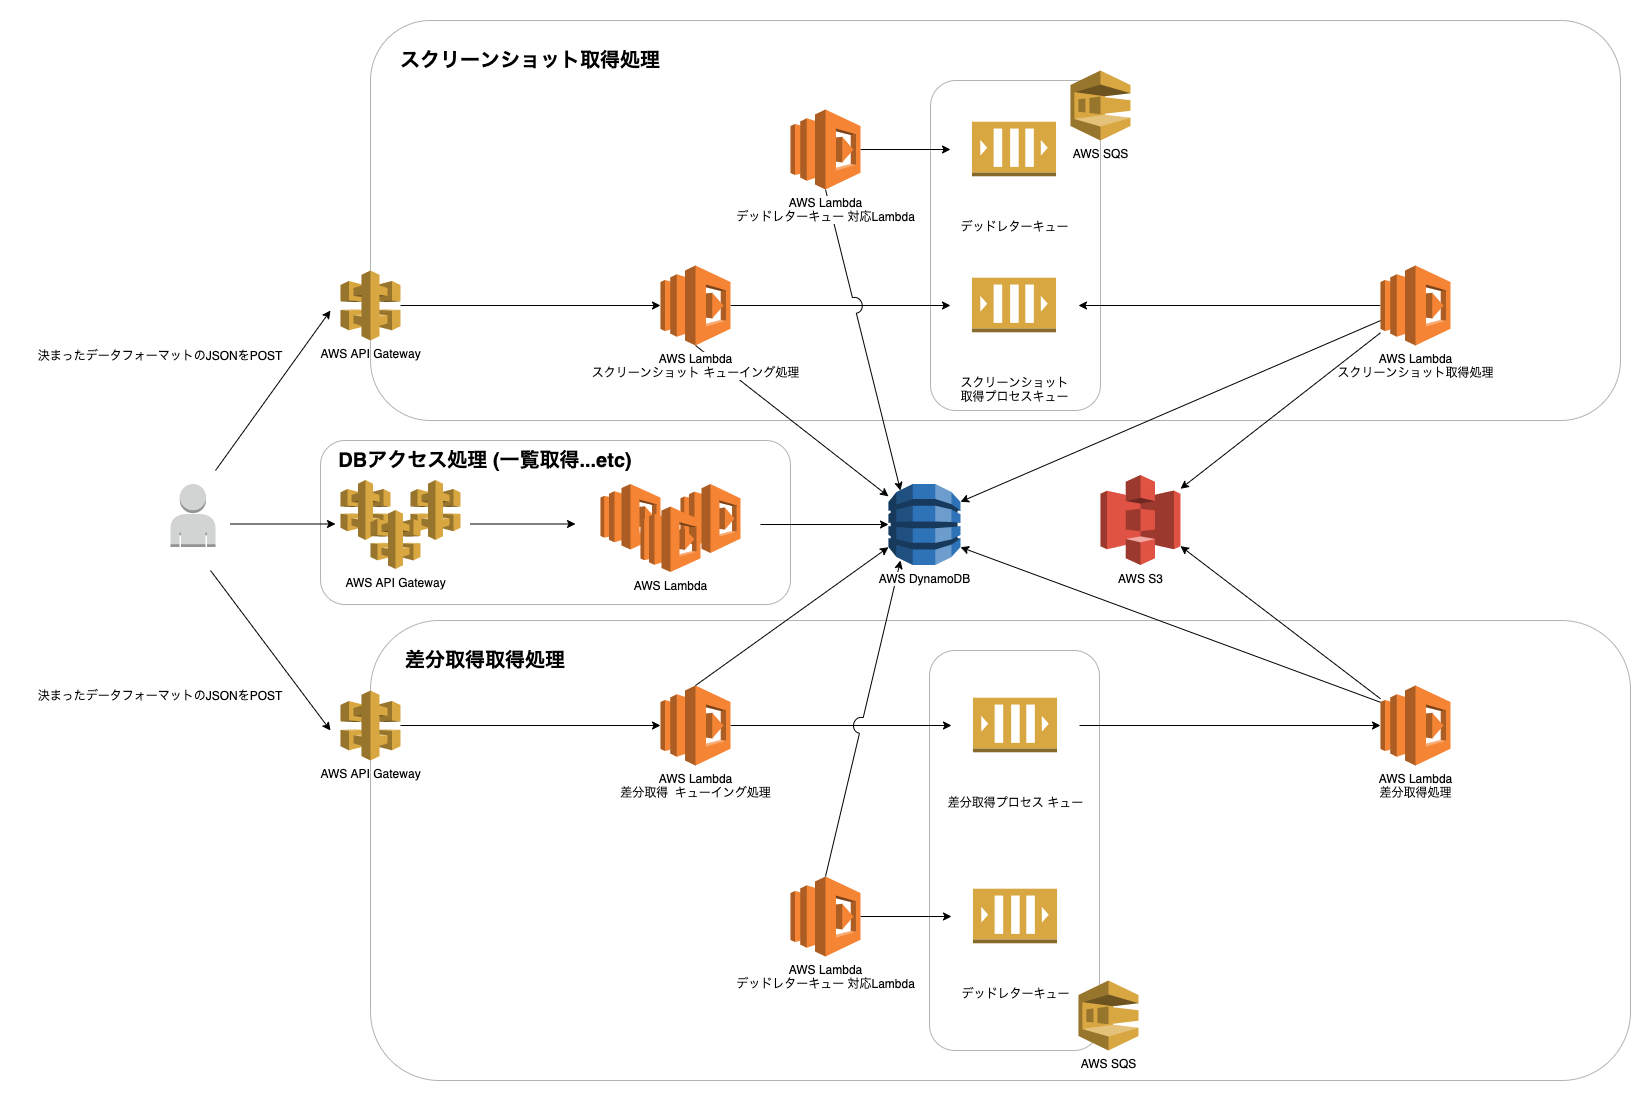 スクリーンショット取得処理
AWS SQS
AWS Lambda
デッドレターキュー 対応Lambda
デッドレターキュー
決まったデータフォーマットのJSONをPOST
AWS API Gateway
AWS Lambda
スクリーンショット キューイング処理
スクリーンショット
取得プロセスキュー
AWS Lambda
スクリーンショット取得処理
DBアクセス処理 (一覧取得...etc)
AWS API Gateway
AWS Lambda
AWS DynamoDB
AWS S3
差分取得取得処理
決まったデータフォーマットのJSONをPOST
AWS API Gateway
AWS Lambda
差分取得 キューイング処理
差分取得プロセス キュー
AWS Lambda
差分取得処理
AWS Lambda
デッドレターキュー 対応Lambda
デッドレターキュー
AWS SQS